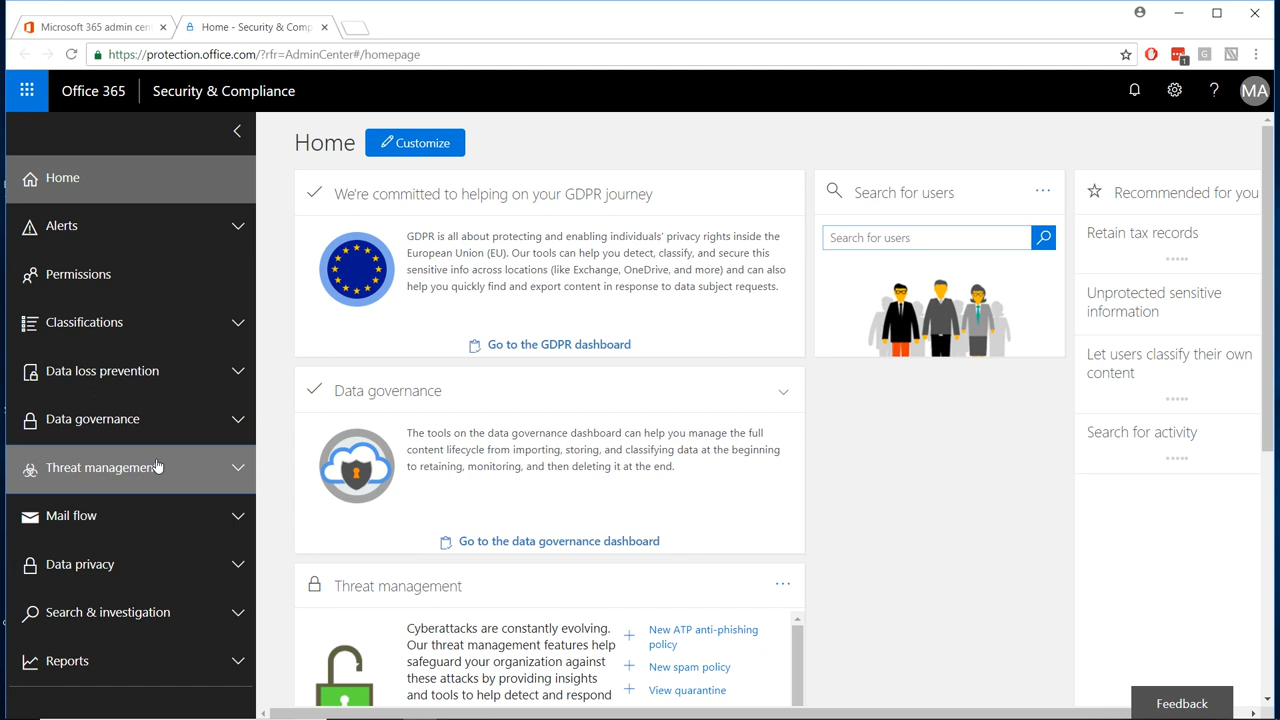 Microsoft 365 admin cen
Home - Security & Comp
https://protection.office.com/?rfr=AdminCenter#/homepage
1
G
Office 365
Security & Compliance
?
MA
Home
Alerts
Permissions
Classifications
Data loss prevention
Data governance
Threat management
Mail flow
Data privacy
Search & investigation
Reports
Home
Customize
We're committed to helping on your GDPR journey
GDPR is all about protecting and enabling individuals' privacy rights inside the
European Union (EU). Our tools can help you detect, classify, and secure this
sensitive info across locations (like Exchange, OneDrive, and more) and can also
help you quickly find and export content in response to data subject requests.
Go to the GDPR dashboard
Data governance
The tools on the data governance dashboard can help you manage the full
content lifecycle from importing, storing, and classifying data at the beginning
to retaining, monitoring, and then deleting it at the end.
Go to the data governance dashboard
Threat management
Cyberattacks are constantly evolving.
Our threat management features help
safeguard your organization against
these attacks by providing insights
and tools to help detect and respond
New ATP anti-phishing
policy
New spam policy
View quarantine
Search for users
Search for users
Recommended for you
Retain tax records
Unprotected sensitive
information
Let users classify their own
content
Search for activity
Feedback